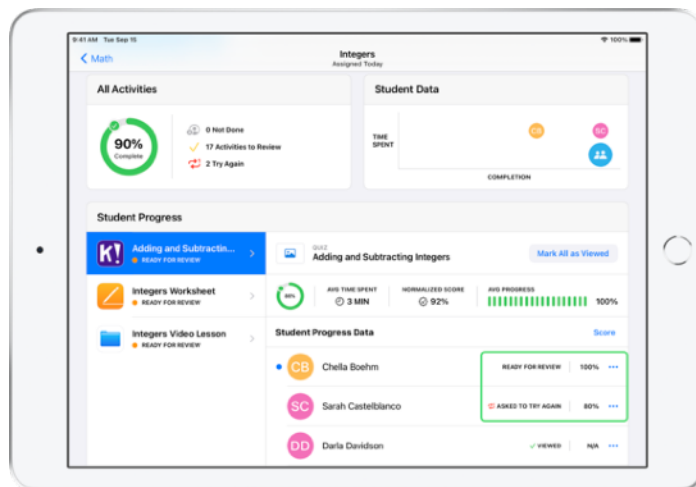 9:41 AM Tue Sep 15
100%
Math
Integers
Assigned Today
All Activities
90%
Complete
0 Not Done
17 Activities to Review
2 Try Again
Student Data
TIME
SPENT
CB
SC
COMPLETION
Student Progress
K!
Adding and Subtractin...
READY FOR REVIEW
Integers Worksheet
READY FOR REVIEW
Integers Video Lesson
READY FOR REVIEW
QUIZ
Adding and Subtracting Integers
Mark All as Viewed
AVG TIME SPENT
3 MIN
NORMALIZED SCORE
92%
AVG PROGRESS
100%
Student Progress Data
Score
CB
Chella Boehm
READY FOR REVIEW
100%
SC
Sarah Castelblanco
ASKED TO TRY AGAIN
80%
DD
Darla Davidson
VIEWED
N/A